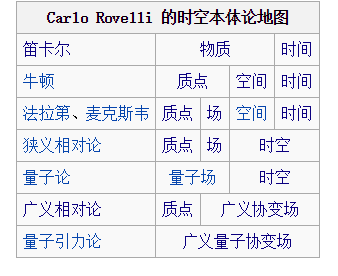 Carlo Rovelli 的时空本体论地图
笛卡尔 物质 时间
牛顿 质点 空间 时间
法拉第、麦克斯韦 质点 场 空间 时间
狭义相对论 质点 场 时空
量子论 量子场 时空
广义相对论 质点 广义协变场
量子引力论 广义量子协变场